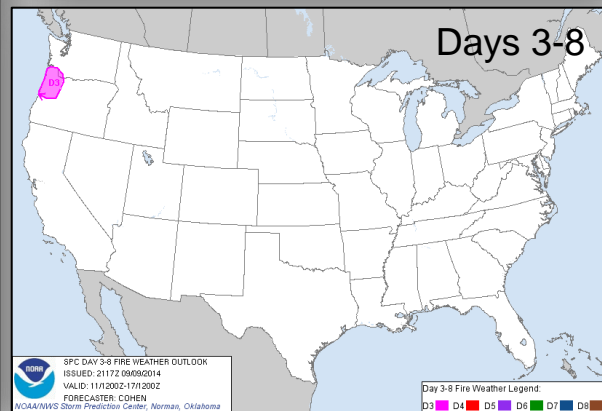 Days 3-8
D3
NOAA
SPC DAY 3-8 FIRE WEATHER OUTLOOK
ISSUED: 2117Z 09/09/2014
VALID: 11/1200Z-17/1200Z
FORECASTER: COHEN
NOAA/NWS Storm Prediction Center, Norman, Oklahoma
Day 3-8 Fire Weather Legend:
D3 D4 D5 D6 D7 D8